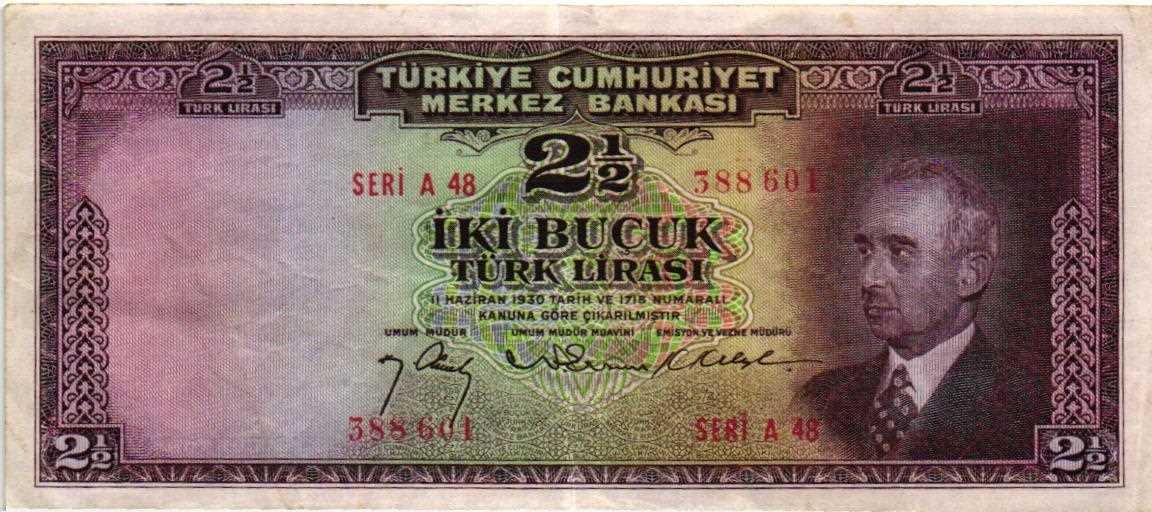 2½ TÜRKİYE CUMHURİYET 2½
TÜRK LİRASI MERKEZ BANKASI TÜRK LİRASI
2½
SERİ A 48 388601
İKİ BUÇUK
TÜRK LİRASI
11 HAZİRAN 1930 TARİH VE 1715 NUMARALI
KANUNA GÖRE ÇIKARILMIŞTIR
UMUM MÜDÜR UMUM MÜDÜR MUAVİNİ EMİSYON VE VEZNE MÜDÜRÜ
388601 SERİ A 48
2½ 2½